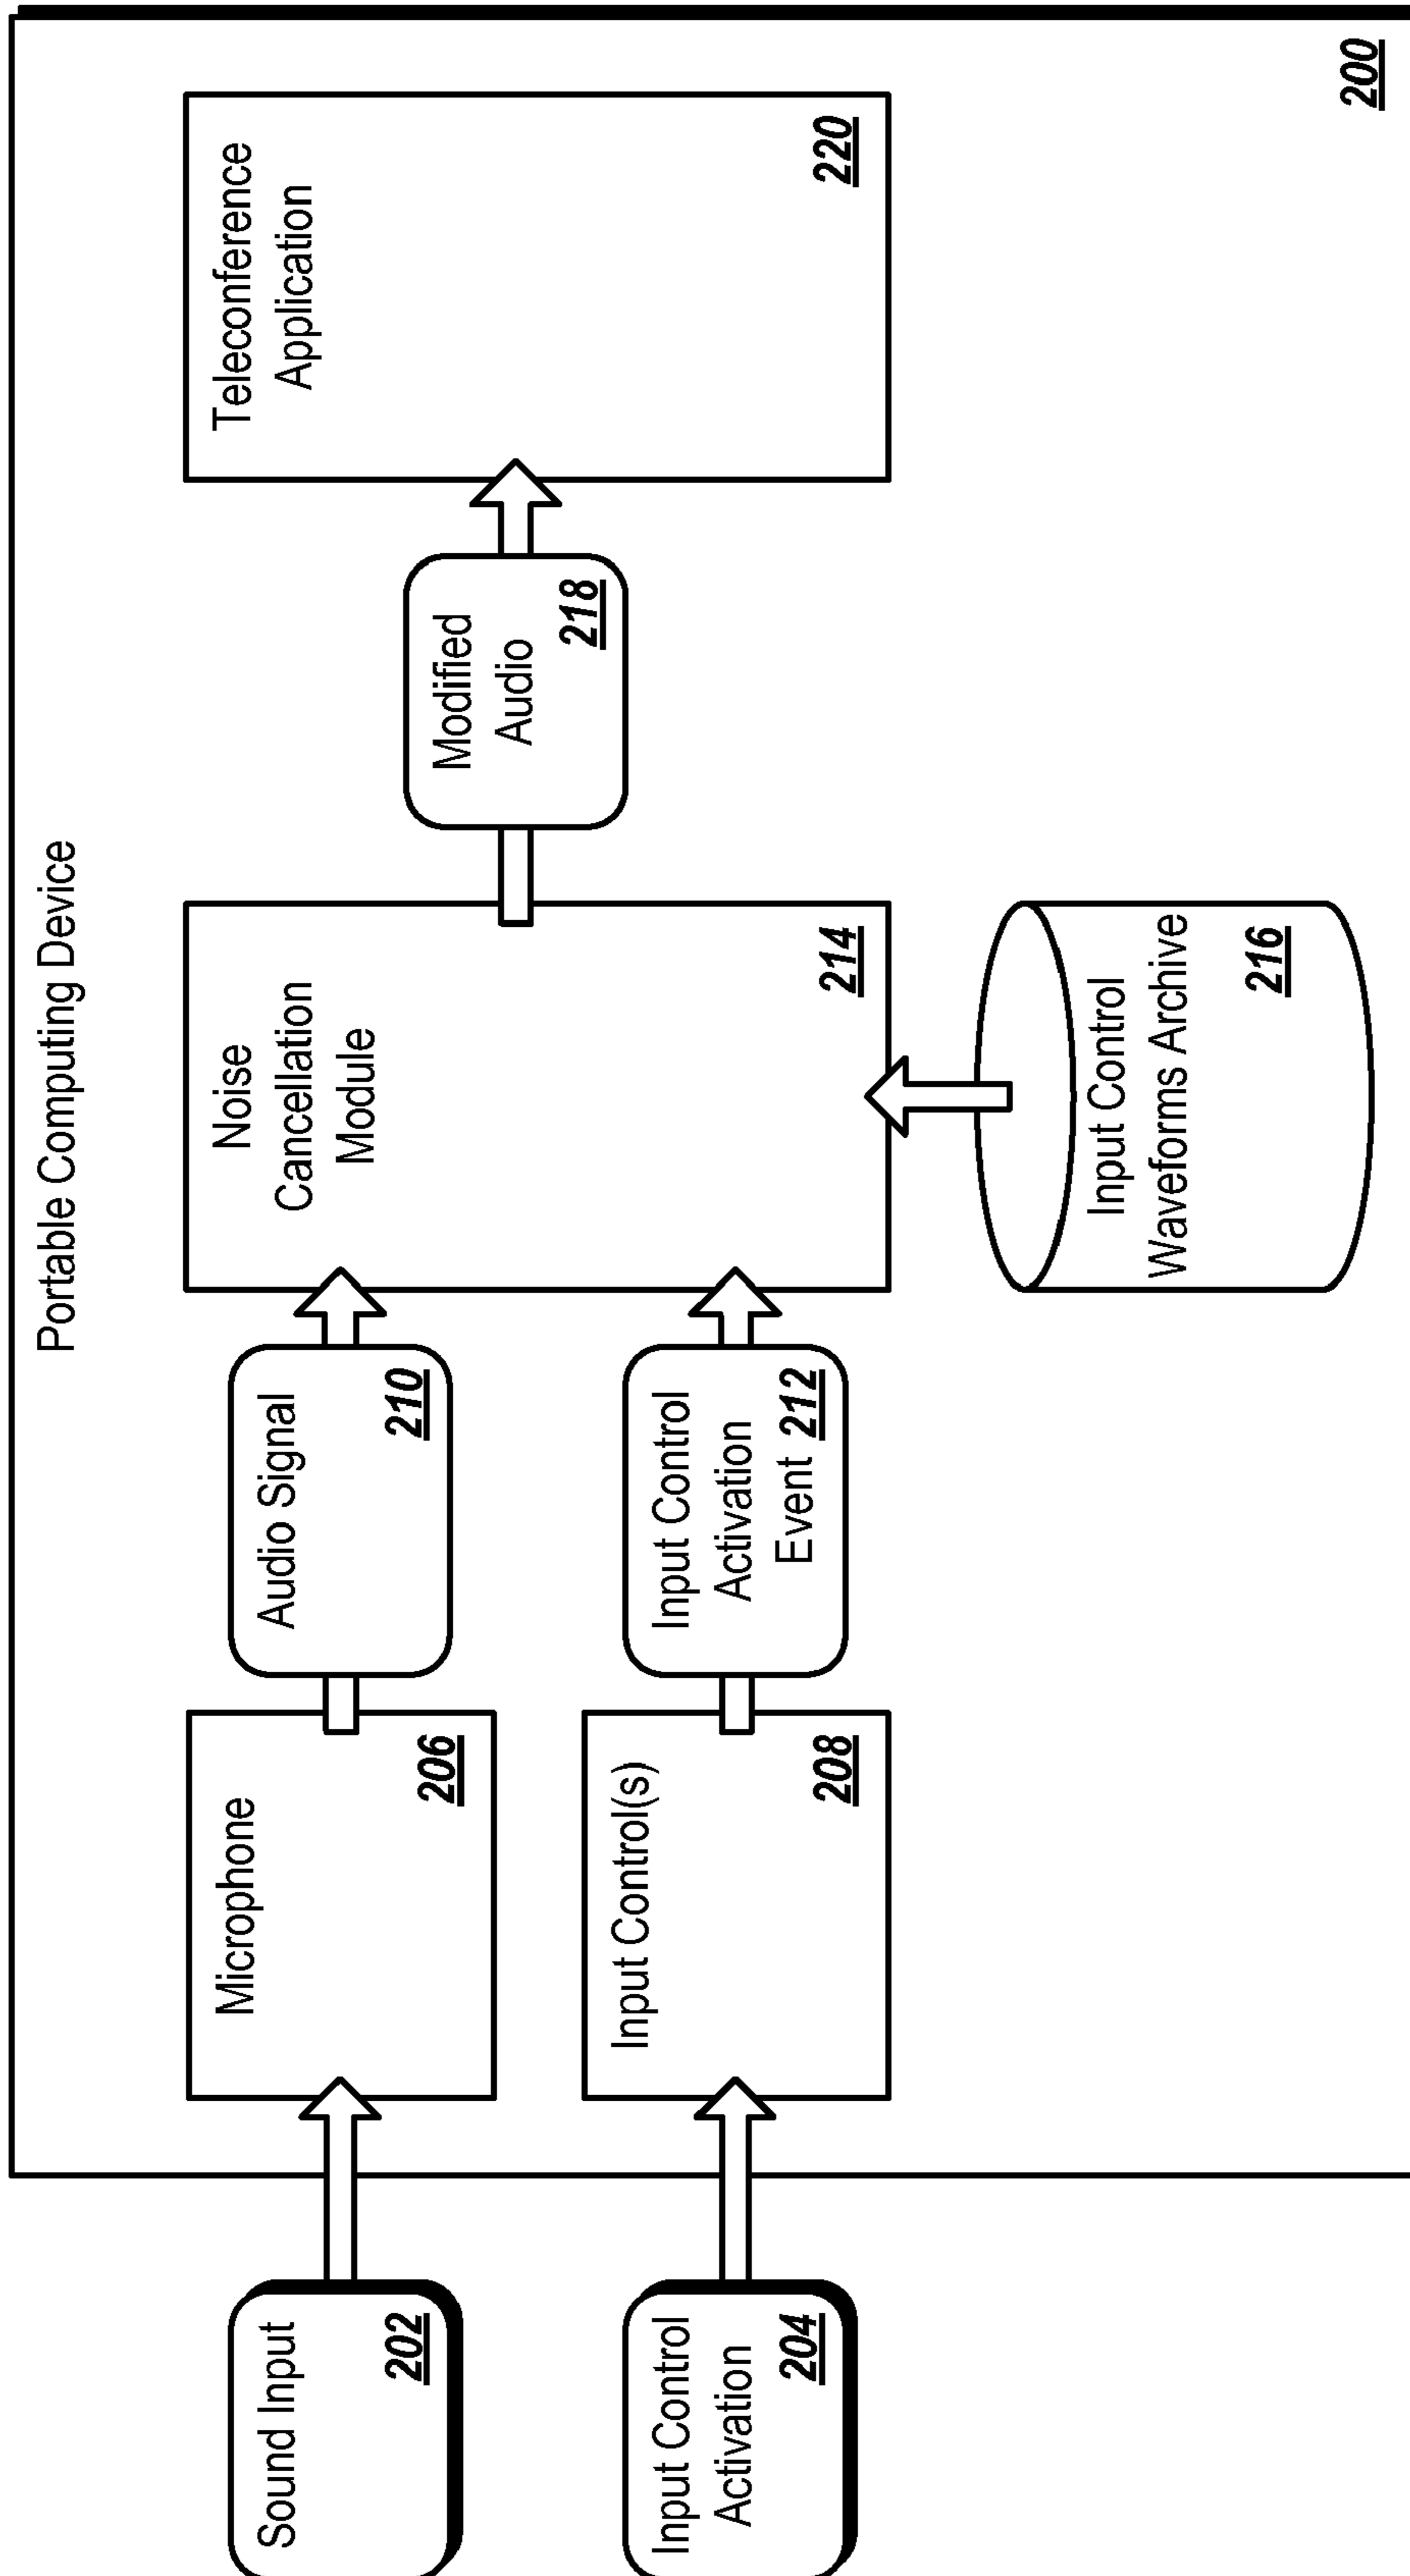 Portable Computing Device
Sound Input
202
Microphone
206
Audio Signal
210
Noise
Cancellation
Module
214
Modified
Audio
218
Teleconference
Application
220
Input Control
Activation
204
Input Control(s)
208
Input Control
Activation
Event 212
Input Control
Waveforms Archive
216
200